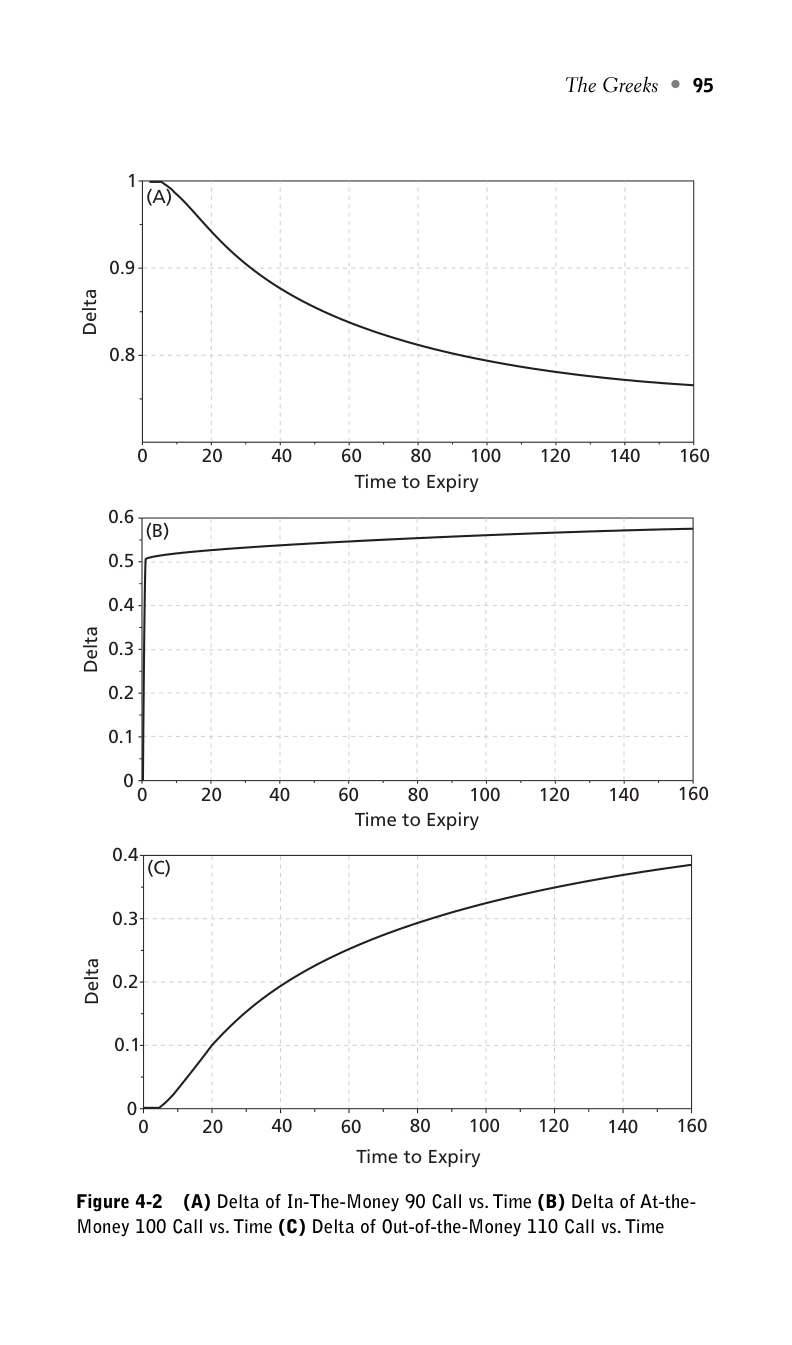 The Greeks • 95
1
(A)
0.9
Delta
0.8
0 20 40 60 80 100 120 140 160
Time to Expiry
0.6
(B)
0.5
0.4
0.3
Delta
0.2
0.1
0
0 20 40 60 80 100 120 140 160
Time to Expiry
0.4
(C)
0.3
Delta
0.2
0.1
0
0 20 40 60 80 100 120 140 160
Time to Expiry
Figure 4-2 (A) Delta of In-The-Money 90 Call vs. Time (B) Delta of At-the-
Money 100 Call vs. Time (C) Delta of Out-of-the-Money 110 Call vs. Time